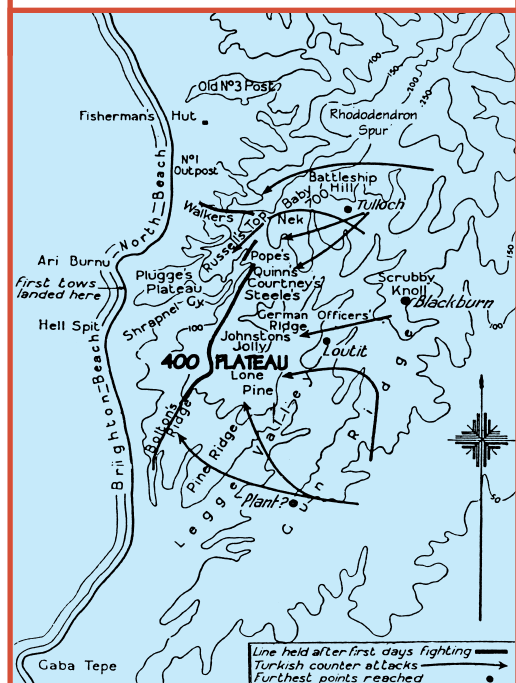 100
150
200
250
Old Nº3 Post
Fisherman's Hut
Rhododendron
Spur
Nº1
Outpost
North Beach
Battleship
Hill
Baby 700
Walkers
Tulloch
Russel's Top
Nek
Ari Burnu
First tows
landed here
Plugge's
Plateau
Pope's
Quinn's
Courtney's
Steele's
Scrubby
Knoll
Blackburn
150
Shrapnel Gy.
German Officers'
Ridge
100
100
Hell Spit
Johnstons
Jolly
Loutit
400 PLATEAU
Lone
Pine
Brighton Beach
Bolton's
Ridge
Pine Ridge
Legge Valley
Gun Ridge
Plant?
50
Gaba Tepe
Line held after first days fighting
Turkish counter attacks
Furthest points reached